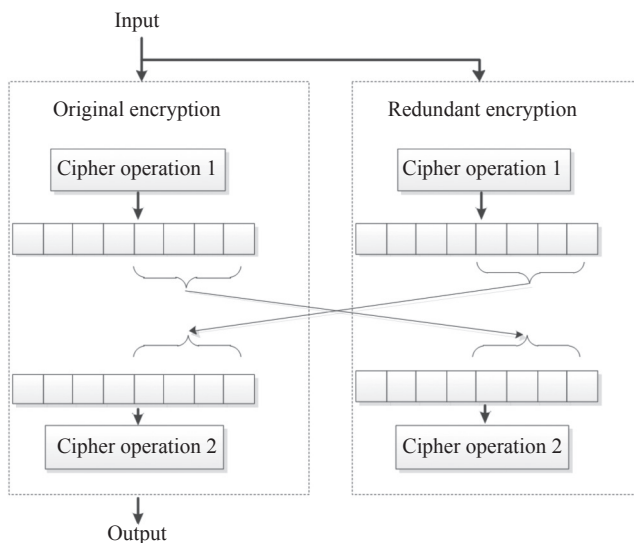 Input
Original encryption
Redundant encryption
Cipher operation 1
Cipher operation 1
Cipher operation 2
Cipher operation 2
Output